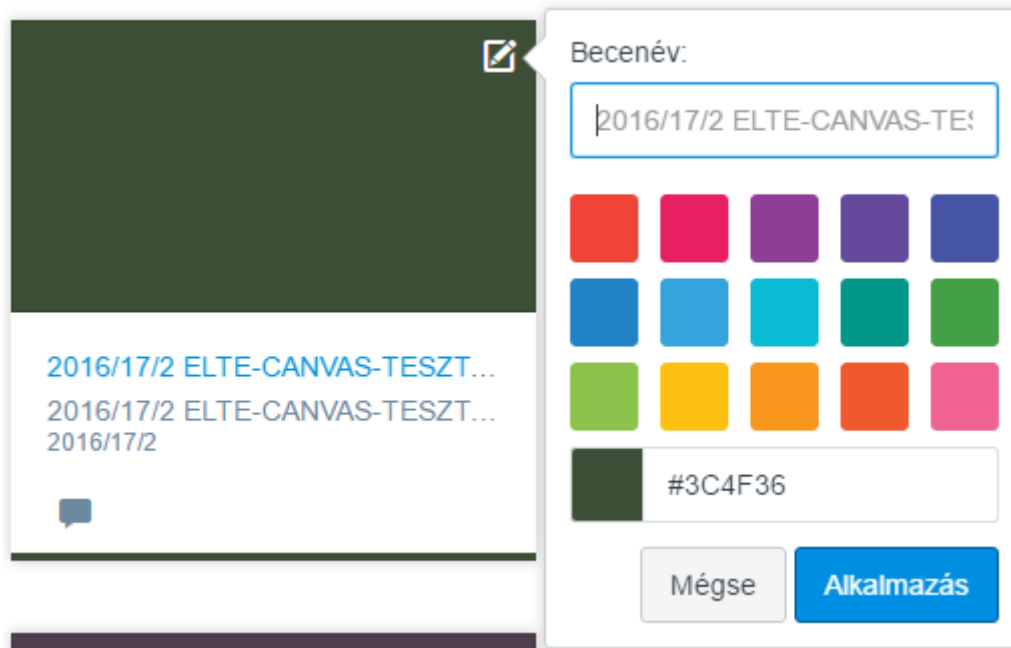 2016/17/2 ELTE-CANVAS-TESZT...
2016/17/2 ELTE-CANVAS-TESZT...
2016/17/2
Becenév:
2016/17/2 ELTE-CANVAS-TES
#3C4F36
Mégse
Alkalmazás